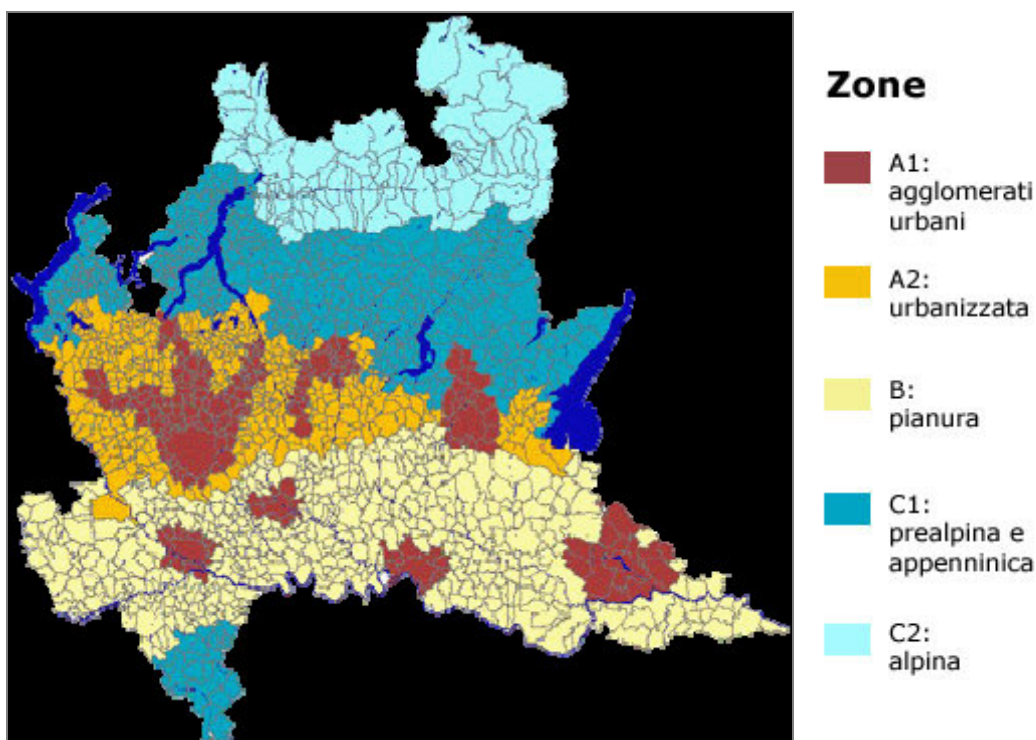 Zone
A1:
agglomerati
urbani
A2:
urbanizzata
B:
pianura
C1:
prealpina e
appenninica
C2:
alpina